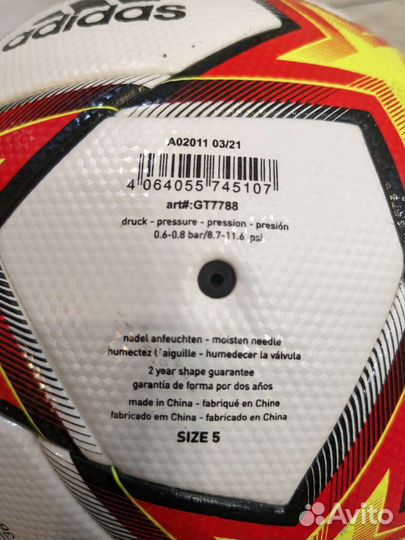 adidas
A02011 03/21
4 064055 745107
art#:GT7788
druck - pressure - pression - presión
0.6-0.8 bar/8.7-11.6 psi
nadel anfeuchten - moisten needle
humectez l´aiguille - humedecer la válvula
2 year shape guarantee
garantía de forma por dos años
made in China - fabriqué en Chine
fabricado em China - fabricado en China
SIZE 5
Avito